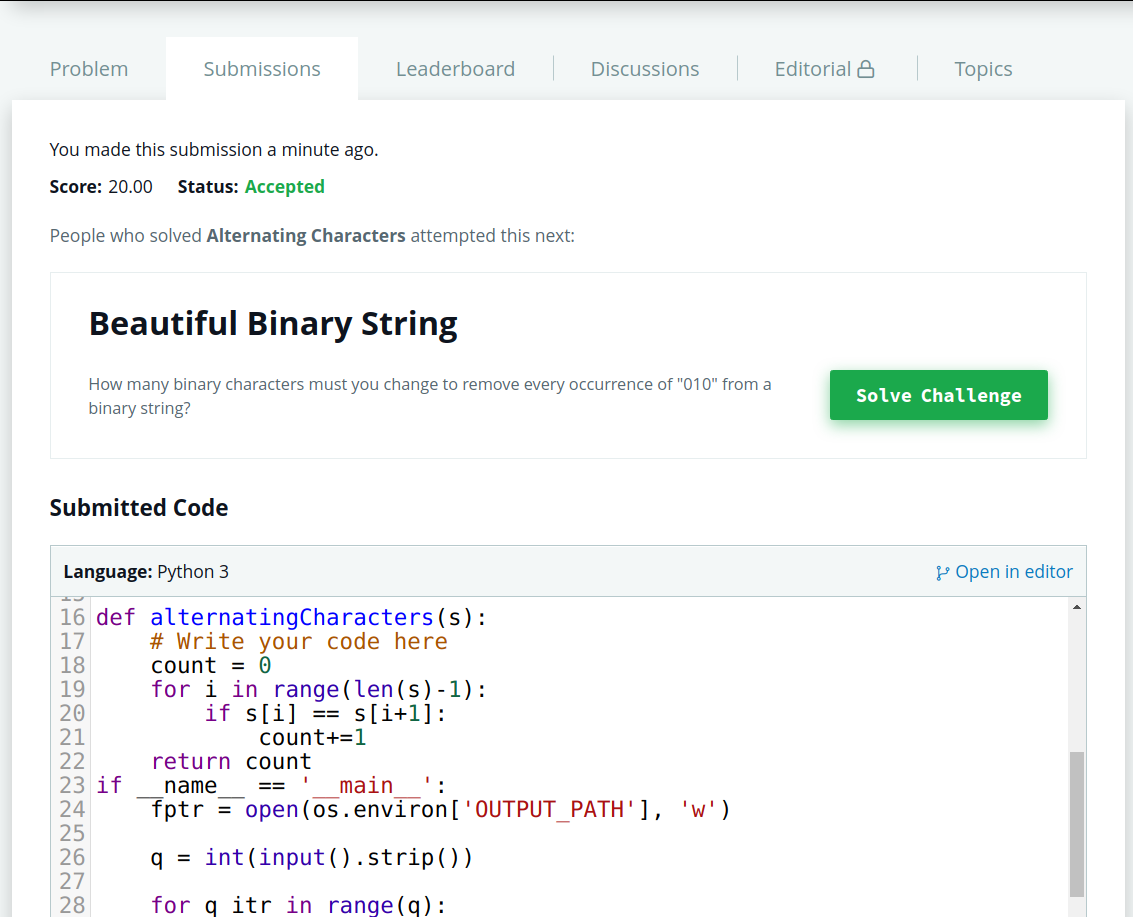 Problem
Submissions
Leaderboard
Discussions
Editorial
Topics
You made this submission a minute ago.
Score: 20.00 Status: Accepted
People who solved Alternating Characters attempted this next:
Beautiful Binary String
How many binary characters must you change to remove every occurrence of "010" from a
binary string?
Solve Challenge
Submitted Code
Language: Python 3
Open in editor
16 def alternatingCharacters(s):
17     # Write your code here
18     count = 0
19     for i in range(len(s)-1):
20         if s[i] == s[i+1]:
21             count+=1
22     return count
23 if __name__ == '__main__':
24     fptr = open(os.environ['OUTPUT_PATH'], 'w')
25
26     q = int(input().strip())
27
28     for q_itr in range(q):